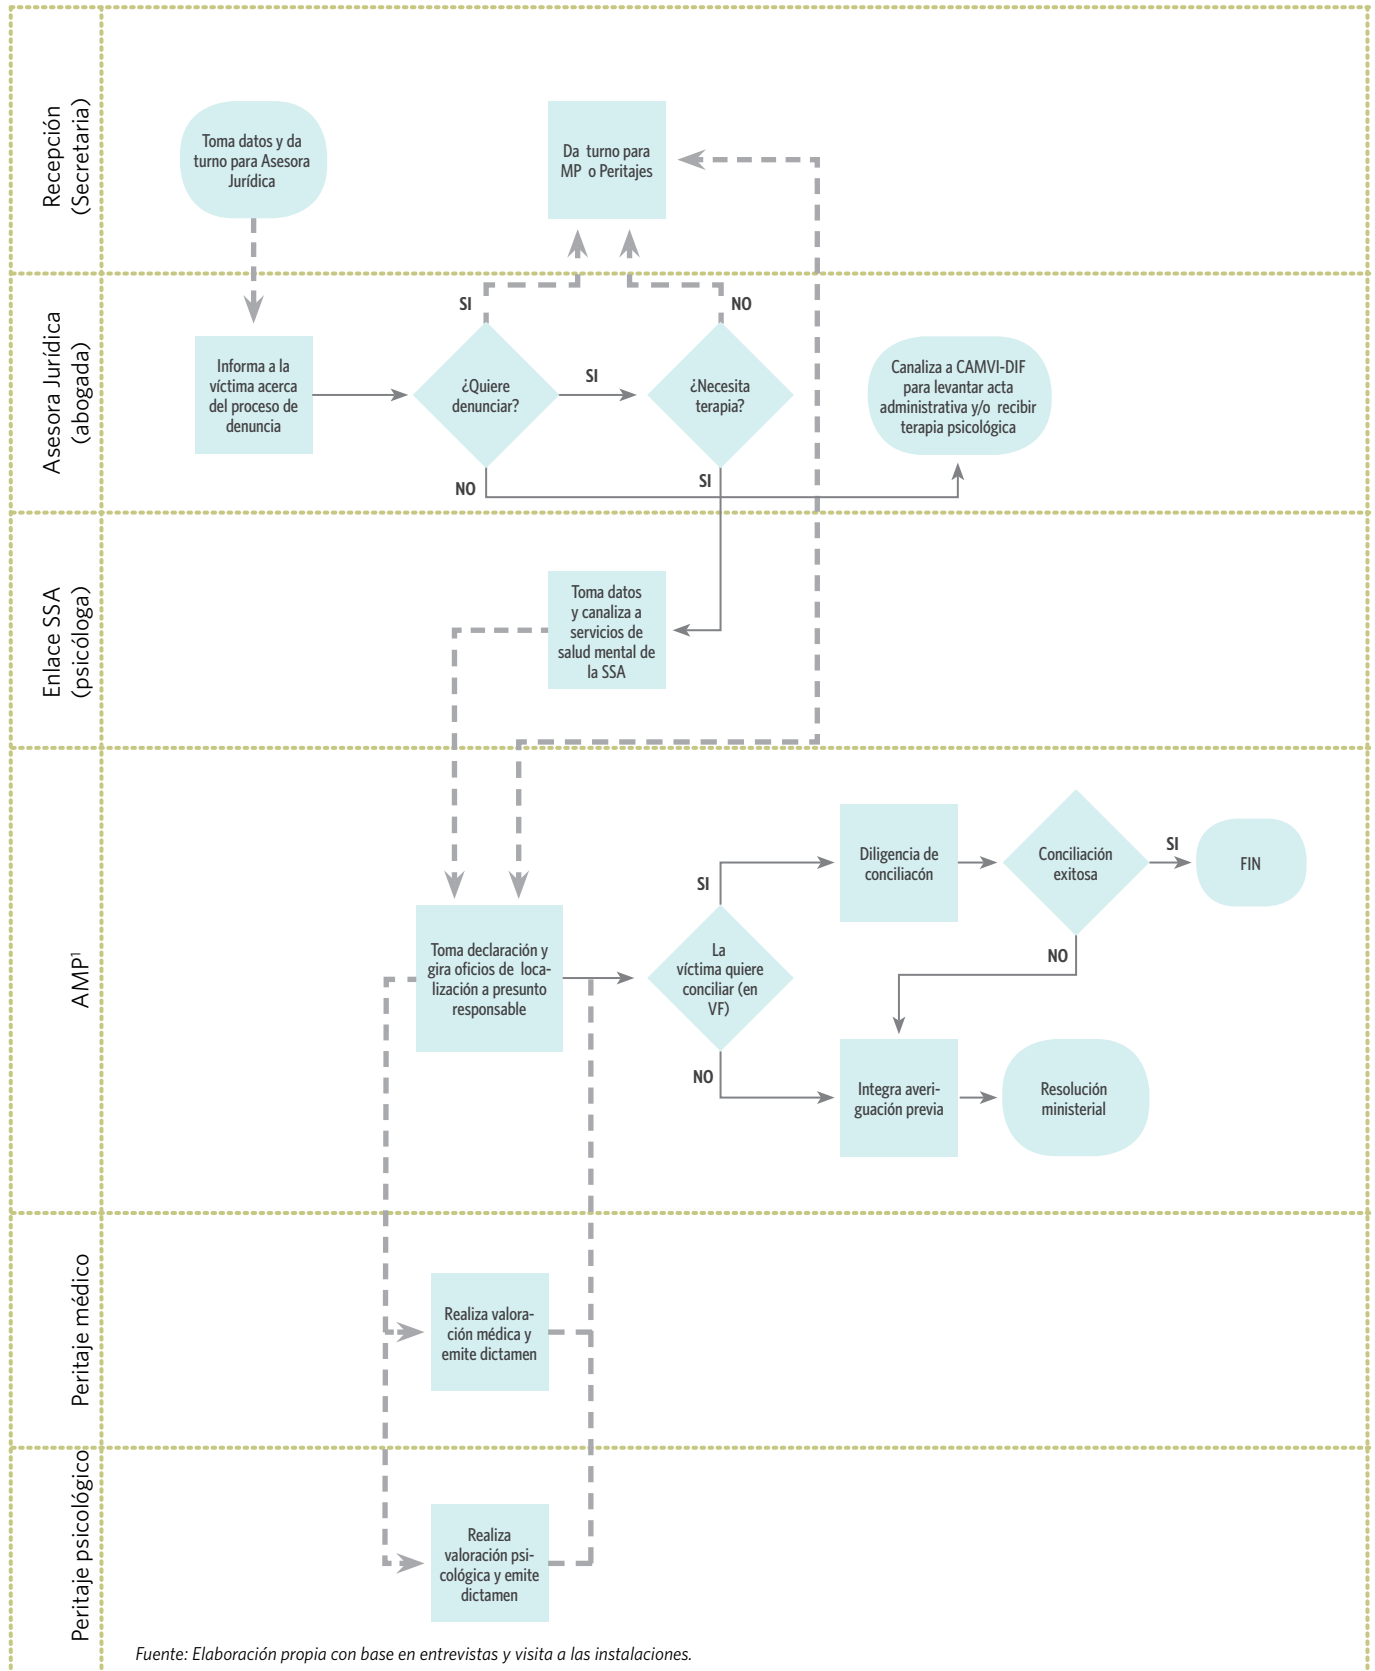 Recepción
(Secretaria)
Toma datos y da
turno para Asesora
Jurídica
Da turno para
MP o Peritajes
Asesora Jurídica
(abogada)
Informa a la
víctima acerca
del proceso de
denuncia
SI
¿Quiere
denunciar?
NO
SI
NO
¿Necesita
terapia?
SI
Canaliza a CAMVI-DIF
para levantar acta
administrativa y/o recibir
terapia psicológica
Enlace SSA
(psicóloga)
Toma datos
y canaliza a
servicios de
salud mental de
la SSA
AMP¹
Toma declaración y
gira oficios de loca-
lización a presunto
responsable
SI
La
víctima quiere
conciliar (en
VF)
NO
Diligencia de
conciliacón
Conciliación
exitosa
SI
FIN
NO
Integra averi-
guación previa
Resolución
ministerial
Peritaje médico
Realiza valora-
ción médica y
emite dictamen
Peritaje psicológico
Realiza
valoración psi-
cológica y emite
dictamen
Fuente: Elaboración propia con base en entrevistas y visita a las instalaciones.